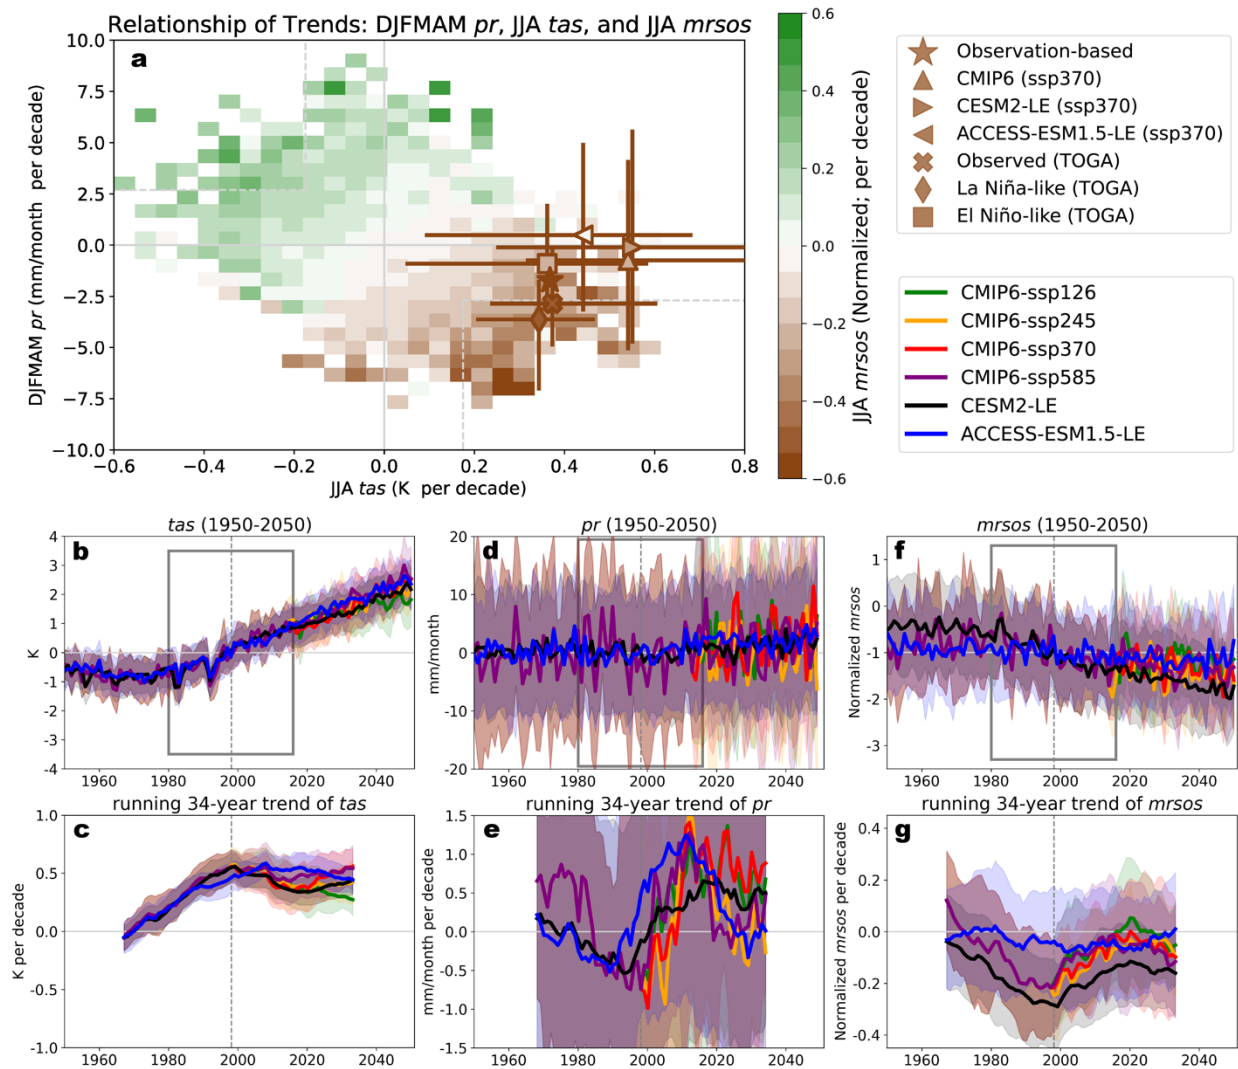 Relationship of Trends: DJFMAM pr, JJA tas, and JJA mrsos
a
10.0
7.5
5.0
2.5
0.0
−2.5
−5.0
−7.5
−10.0
DJFMAM pr (mm/month per decade)
−0.6
−0.4
−0.2
0.0
0.2
0.4
0.6
0.8
JJA tas (K per decade)
0.6
0.4
0.2
0.0
−0.2
−0.4
−0.6
JJA mrsos (Normalized; per decade)
Observation-based
CMIP6 (ssp370)
CESM2-LE (ssp370)
ACCESS-ESM1.5-LE (ssp370)
Observed (TOGA)
La Niña-like (TOGA)
El Niño-like (TOGA)
CMIP6-ssp126
CMIP6-ssp245
CMIP6-ssp370
CMIP6-ssp585
CESM2-LE
ACCESS-ESM1.5-LE
tas (1950-2050)
b
4
3
2
1
0
-1
-2
-3
-4
K
1960
1980
2000
2020
2040
pr (1950-2050)
d
20
10
0
-10
-20
mm/month
1960
1980
2000
2020
2040
mrsos (1950-2050)
f
1
0
-1
-2
-3
Normalized mrsos
1960
1980
2000
2020
2040
running 34-year trend of tas
c
1.0
0.5
0.0
-0.5
-1.0
K per decade
1960
1980
2000
2020
2040
running 34-year trend of pr
e
1.5
1.0
0.5
0.0
-0.5
-1.0
-1.5
mm/month per decade
1960
1980
2000
2020
2040
running 34-year trend of mrsos
g
0.4
0.2
0.0
-0.2
-0.4
Normalized mrsos per decade
1960
1980
2000
2020
2040